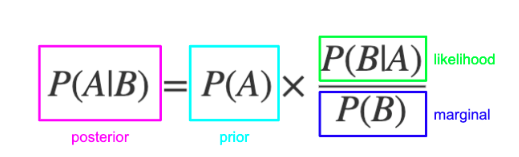 P(A|B) = P(A) × P(B|A) / P(B)
likelihood
marginal
posterior
prior